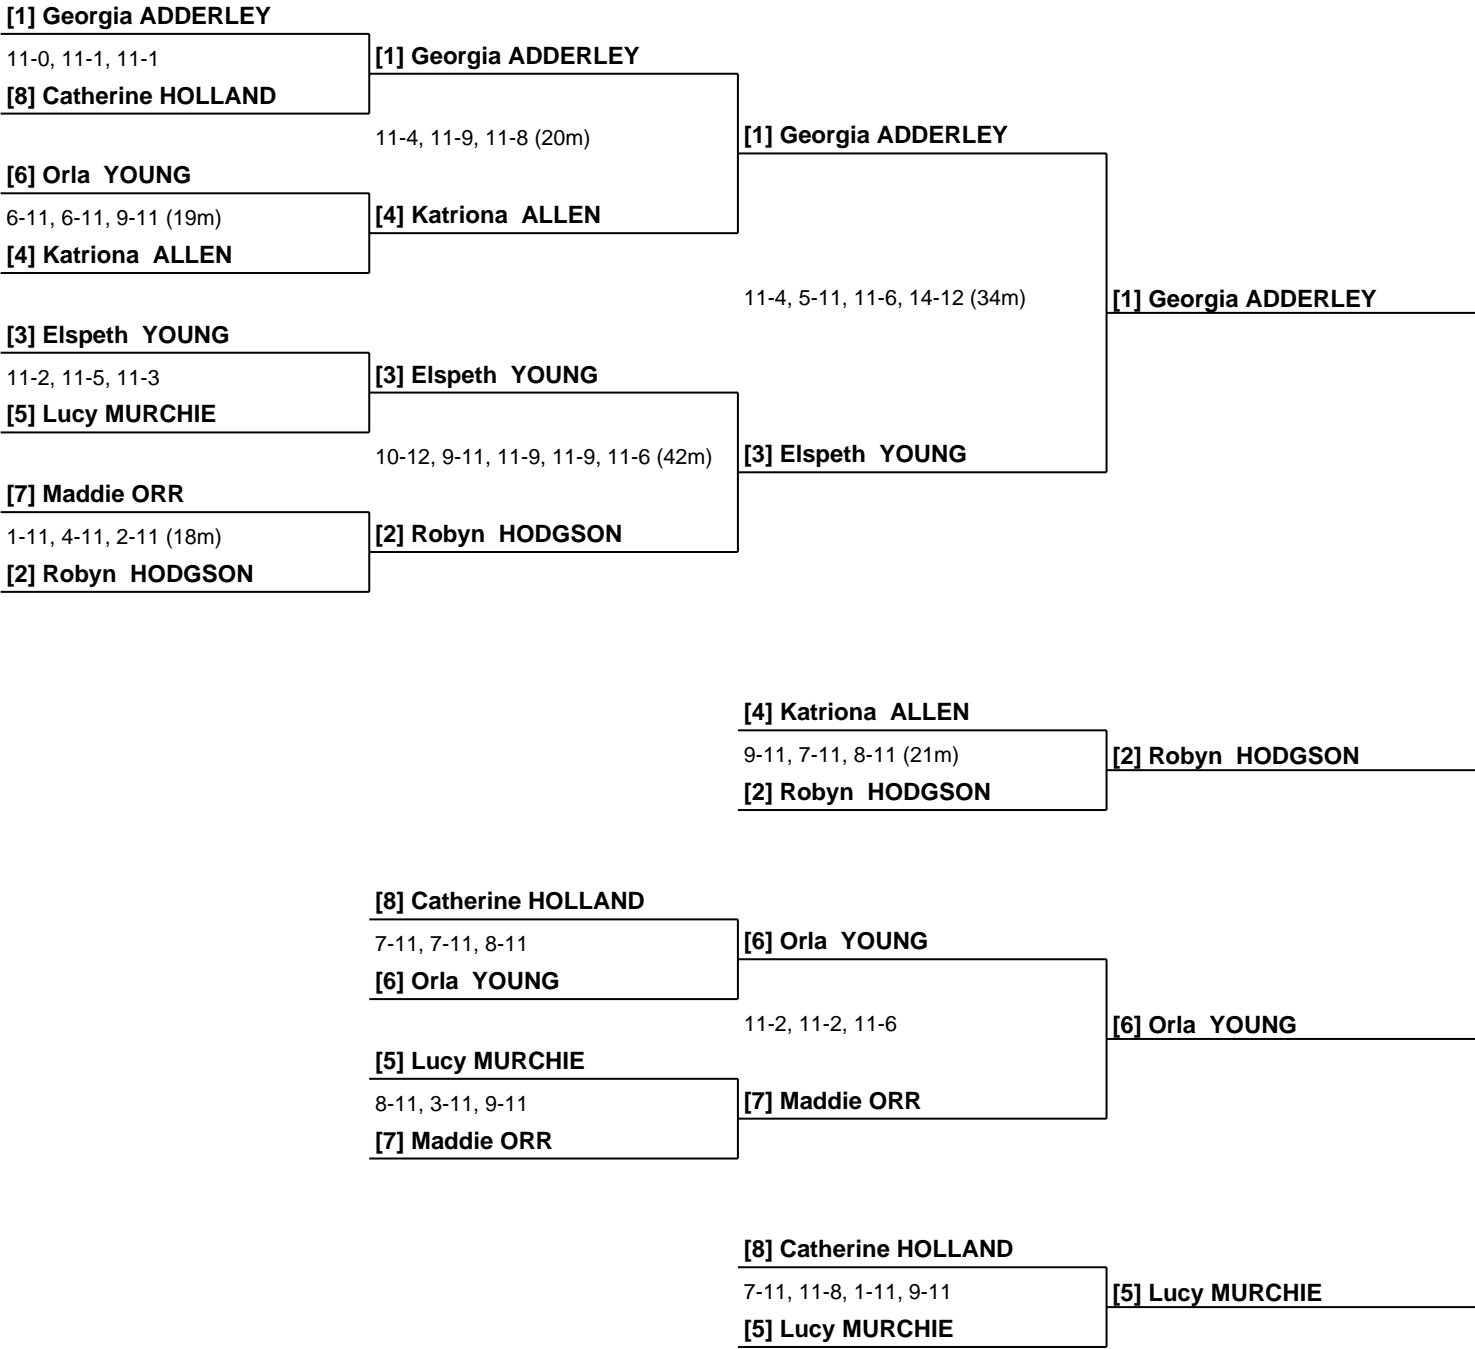 [1] Georgia ADDERLEY
11-0, 11-1, 11-1
[8] Catherine HOLLAND
[1] Georgia ADDERLEY
11-4, 11-9, 11-8 (20m)
[6] Orla YOUNG
6-11, 6-11, 9-11 (19m)
[4] Katriona ALLEN
[4] Katriona ALLEN
[1] Georgia ADDERLEY
11-4, 5-11, 11-6, 14-12 (34m)
[1] Georgia ADDERLEY
[3] Elspeth YOUNG
11-2, 11-5, 11-3
[5] Lucy MURCHIE
[3] Elspeth YOUNG
10-12, 9-11, 11-9, 11-9, 11-6 (42m)
[3] Elspeth YOUNG
[7] Maddie ORR
1-11, 4-11, 2-11 (18m)
[2] Robyn HODGSON
[2] Robyn HODGSON
[4] Katriona ALLEN
9-11, 7-11, 8-11 (21m)
[2] Robyn HODGSON
[2] Robyn HODGSON
[8] Catherine HOLLAND
7-11, 7-11, 8-11
[6] Orla YOUNG
[6] Orla YOUNG
11-2, 11-2, 11-6
[6] Orla YOUNG
[5] Lucy MURCHIE
8-11, 3-11, 9-11
[7] Maddie ORR
[7] Maddie ORR
[8] Catherine HOLLAND
7-11, 11-8, 1-11, 9-11
[5] Lucy MURCHIE
[5] Lucy MURCHIE